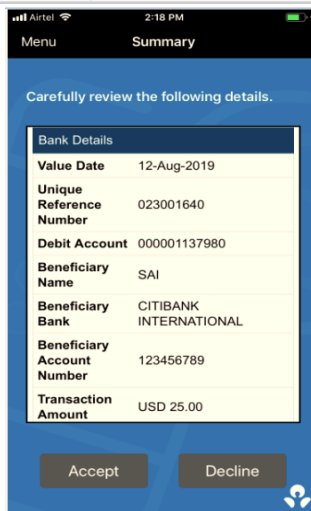 Airtel 2:18 PM
Menu Summary
Carefully review the following details.
Bank Details
Value Date 12-Aug-2019
Unique
Reference
Number 023001640
Debit Account 000001137980
Beneficiary
Name SAI
Beneficiary
Bank CITIBANK
INTERNATIONAL
Beneficiary
Account
Number 123456789
Transaction
Amount USD 25.00
Accept Decline